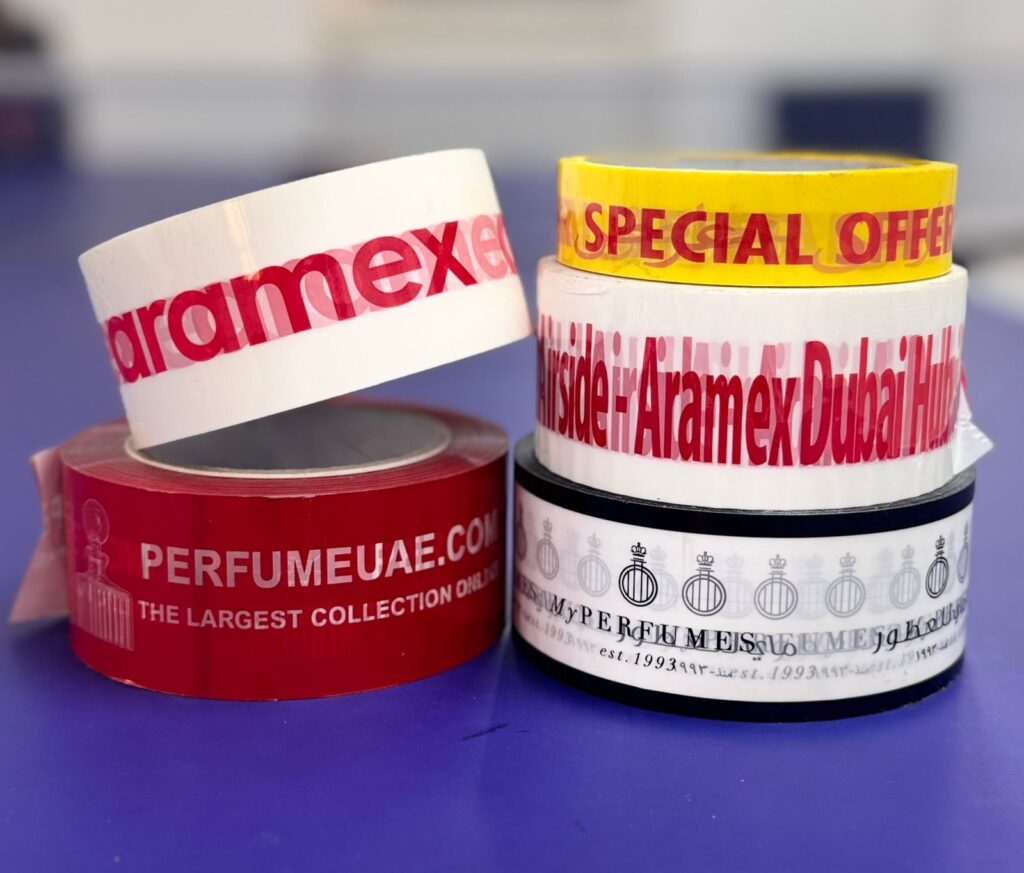 aramex
SPECIAL OFFER
Airside - Aramex Dubai Hub
PERFUMEUAE.COM
THE LARGEST COLLECTION ONLINE
MyPERFUMES
est. 1993